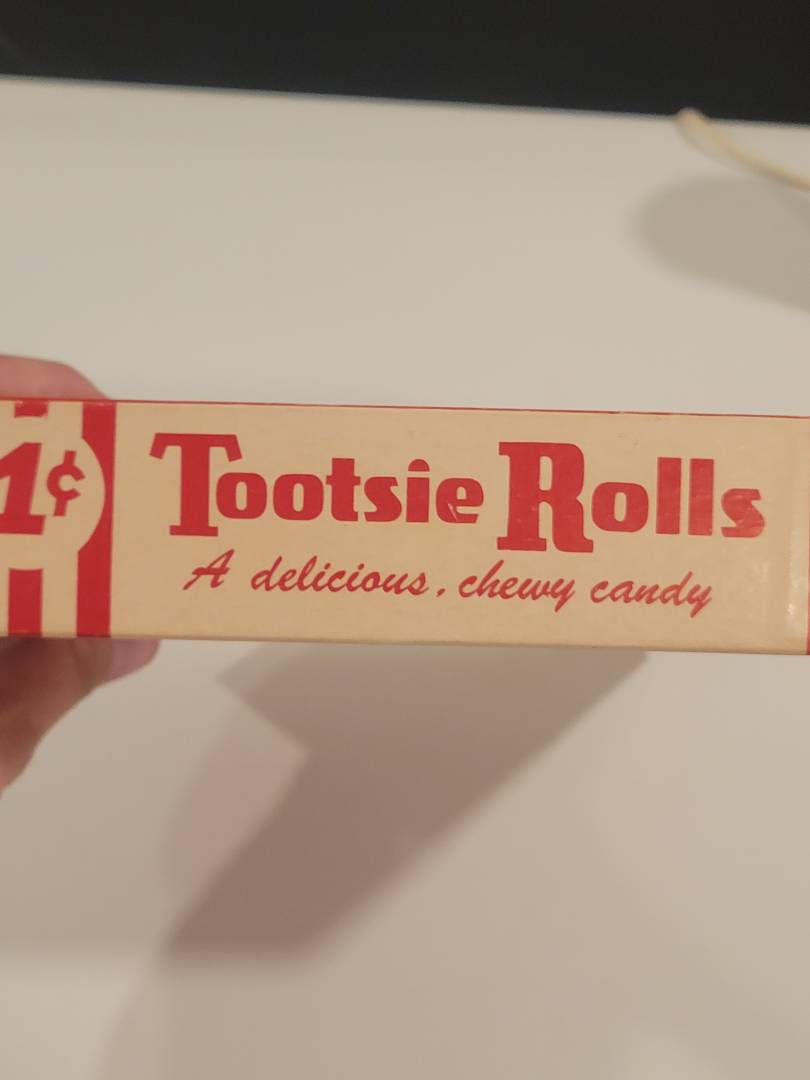 1¢
Tootsie Rolls
A delicious, chewy candy